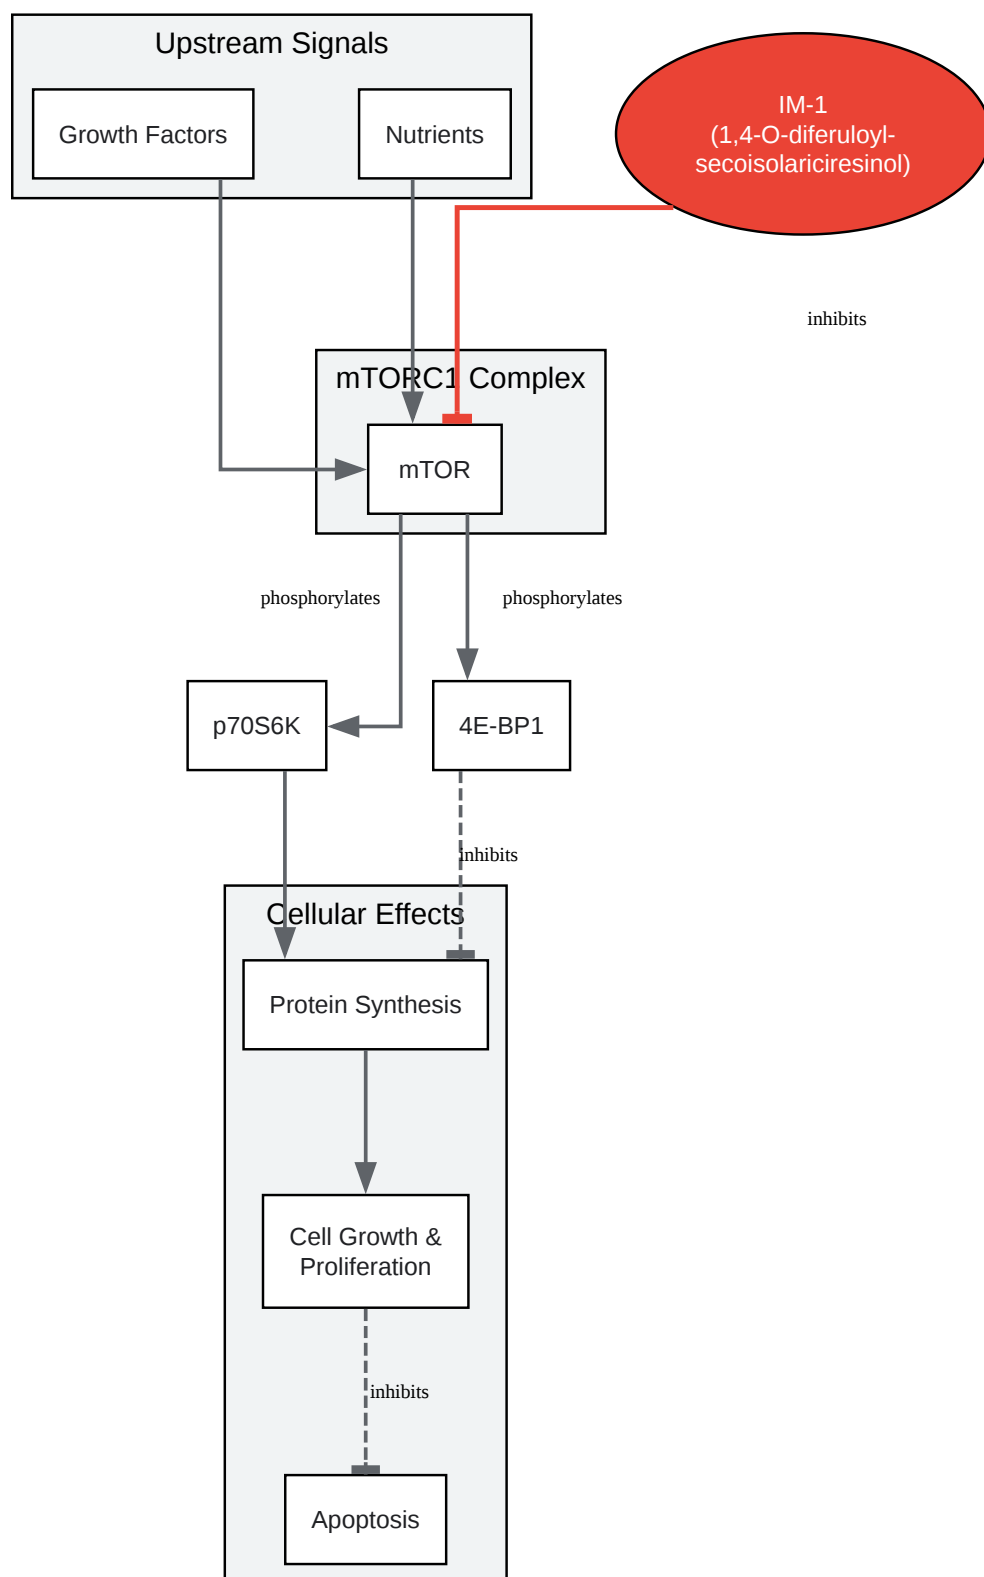 Upstream Signals
Growth Factors
Nutrients
IM-1
(1,4-O-diferuloyl-
secoisolariciresinol)
inhibits
mTORC1 Complex
mTOR
phosphorylates
phosphorylates
p70S6K
4E-BP1
inhibits
Cellular Effects
Protein Synthesis
Cell Growth &
Proliferation
inhibits
Apoptosis